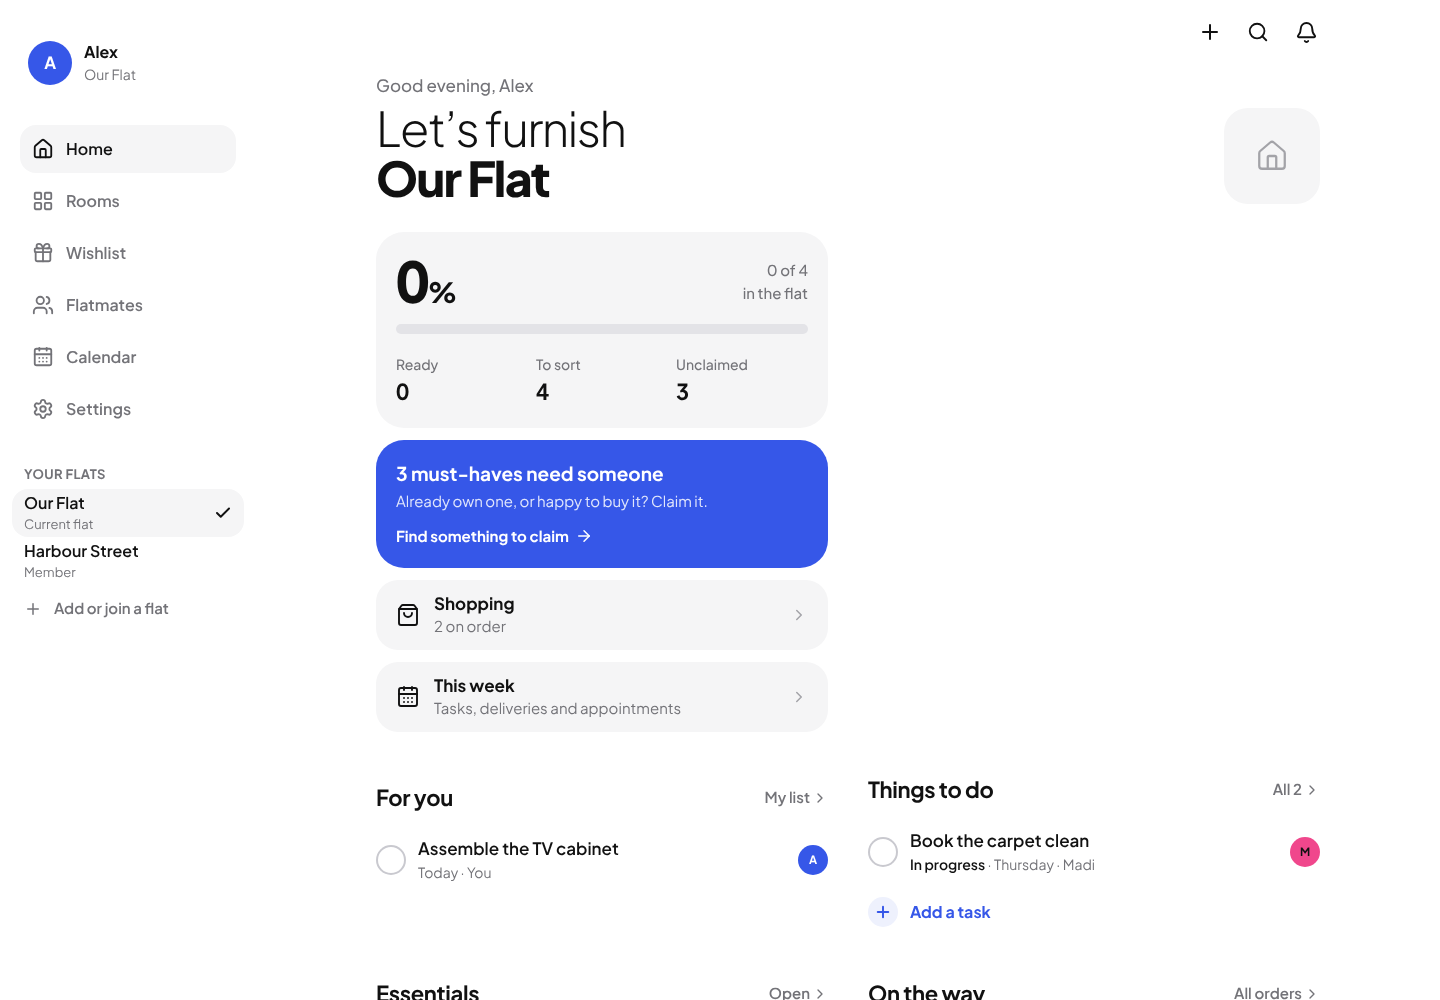 A
Alex
Our Flat
Home
Rooms
Wishlist
Flatmates
Calendar
Settings
YOUR FLATS
Our Flat
Current flat
Harbour Street
Member
Add or join a flat
Good evening, Alex
Let’s furnish
Our Flat
0%
0 of 4
in the flat
Ready
0
To sort
4
Unclaimed
3
3 must-haves need someone
Already own one, or happy to buy it? Claim it.
Find something to claim
Shopping
2 on order
This week
Tasks, deliveries and appointments
For you
My list
Assemble the TV cabinet
Today · You
A
Things to do
All 2
Book the carpet clean
In progress · Thursday · Madi
M
Add a task
Essentials
Open
On the way
All orders